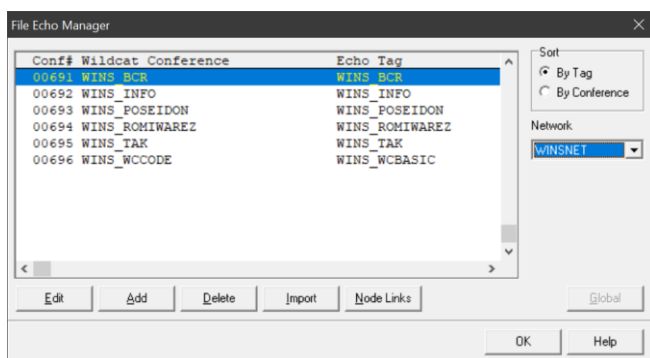 File Echo Manager
Conf# Wildcat Conference Echo Tag
00691 WINS_BCR WINS_BCR
00692 WINS_INFO WINS_INFO
00693 WINS_POSEIDON WINS_POSEIDON
00694 WINS_ROMIWAREZ WINS_ROMIWAREZ
00695 WINS_TAK WINS_TAK
00696 WINS_WCCODE WINS_WCBASIC
Sort
By Tag
By Conference
Network
WINSNET
Edit Add Delete Import Node Links Global
OK Help